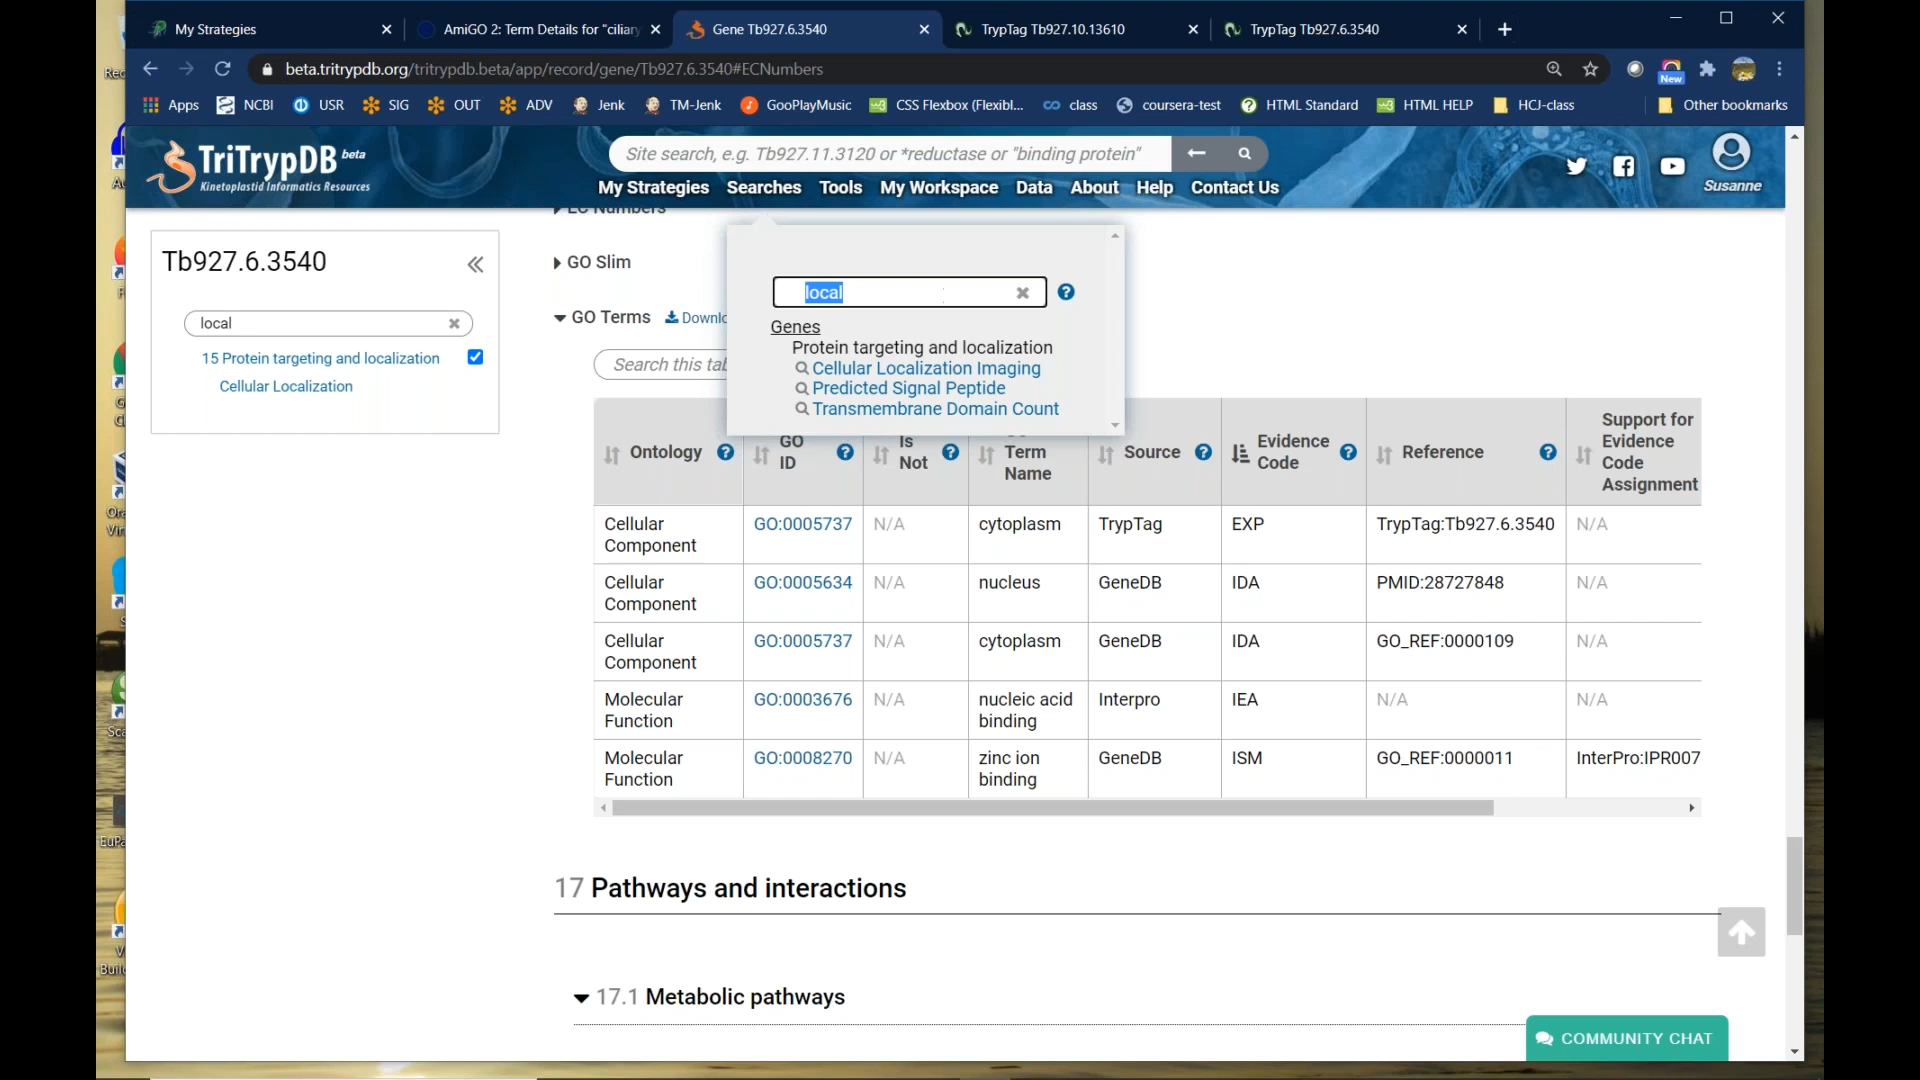 My Strategies
AmiGO 2: Term Details for "ciliary
Gene Tb927.6.3540
TrypTag Tb927.10.13610
TrypTag Tb927.6.3540
beta.tritrypdb.org/tritrypdb.beta/app/record/gene/Tb927.6.3540#ECNumbers
New
Apps
NCBI
USR
SIG
OUT
ADV
Jenk
TM-Jenk
GooPlayMusic
CSS Flexbox (Flexibl...
class
coursera-test
HTML Standard
HTML HELP
HCJ-class
Other bookmarks
TriTrypDB beta
Kinetoplastid Informatics Resources
Site search, e.g. Tb927.11.3120 or *reductase or "binding protein"
My Strategies Searches Tools My Workspace Data About Help Contact Us
Susanne
EC Numbers
Tb927.6.3540
local
15 Protein targeting and localization
Cellular Localization
GO Slim
GO Terms
Downlo
Search this tab
local
Genes
Protein targeting and localization
Cellular Localization Imaging
Predicted Signal Peptide
Transmembrane Domain Count
Ontology
GO
ID
Is
Not
Term
Name
Source
Evidence
Code
Reference
Support for
Evidence
Code
Assignment
Cellular
Component
GO:0005737
N/A
cytoplasm
TrypTag
EXP
TrypTag:Tb927.6.3540
N/A
Cellular
Component
GO:0005634
N/A
nucleus
GeneDB
IDA
PMID:28727848
N/A
Cellular
Component
GO:0005737
N/A
cytoplasm
GeneDB
IDA
GO_REF:0000109
N/A
Molecular
Function
GO:0003676
N/A
nucleic acid
binding
Interpro
IEA
N/A
N/A
Molecular
Function
GO:0008270
N/A
zinc ion
binding
GeneDB
ISM
GO_REF:0000011
InterPro:IPR007
17 Pathways and interactions
17.1 Metabolic pathways
COMMUNITY CHAT